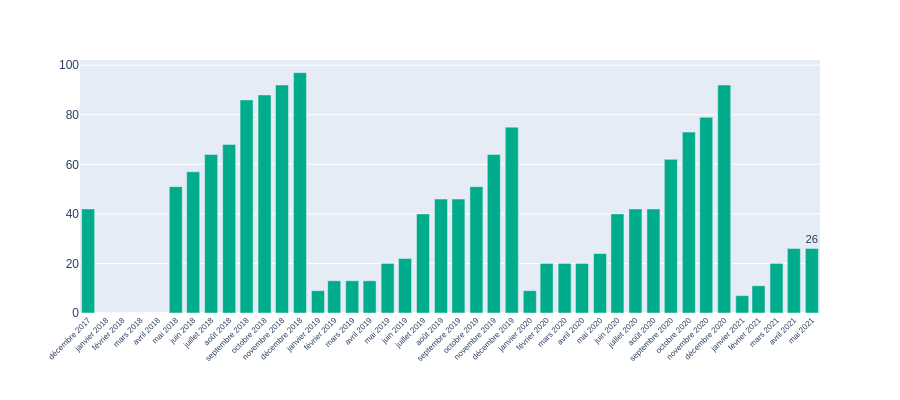 100
80
60
40
20
0
26
décembre 2017
janvier 2018
février 2018
mars 2018
avril 2018
mai 2018
juin 2018
juillet 2018
août 2018
septembre 2018
octobre 2018
novembre 2018
décembre 2018
janvier 2019
février 2019
mars 2019
avril 2019
mai 2019
juin 2019
juillet 2019
août 2019
septembre 2019
octobre 2019
novembre 2019
décembre 2019
janvier 2020
février 2020
mars 2020
avril 2020
mai 2020
juin 2020
juillet 2020
août 2020
septembre 2020
octobre 2020
novembre 2020
décembre 2020
janvier 2021
février 2021
mars 2021
avril 2021
mai 2021